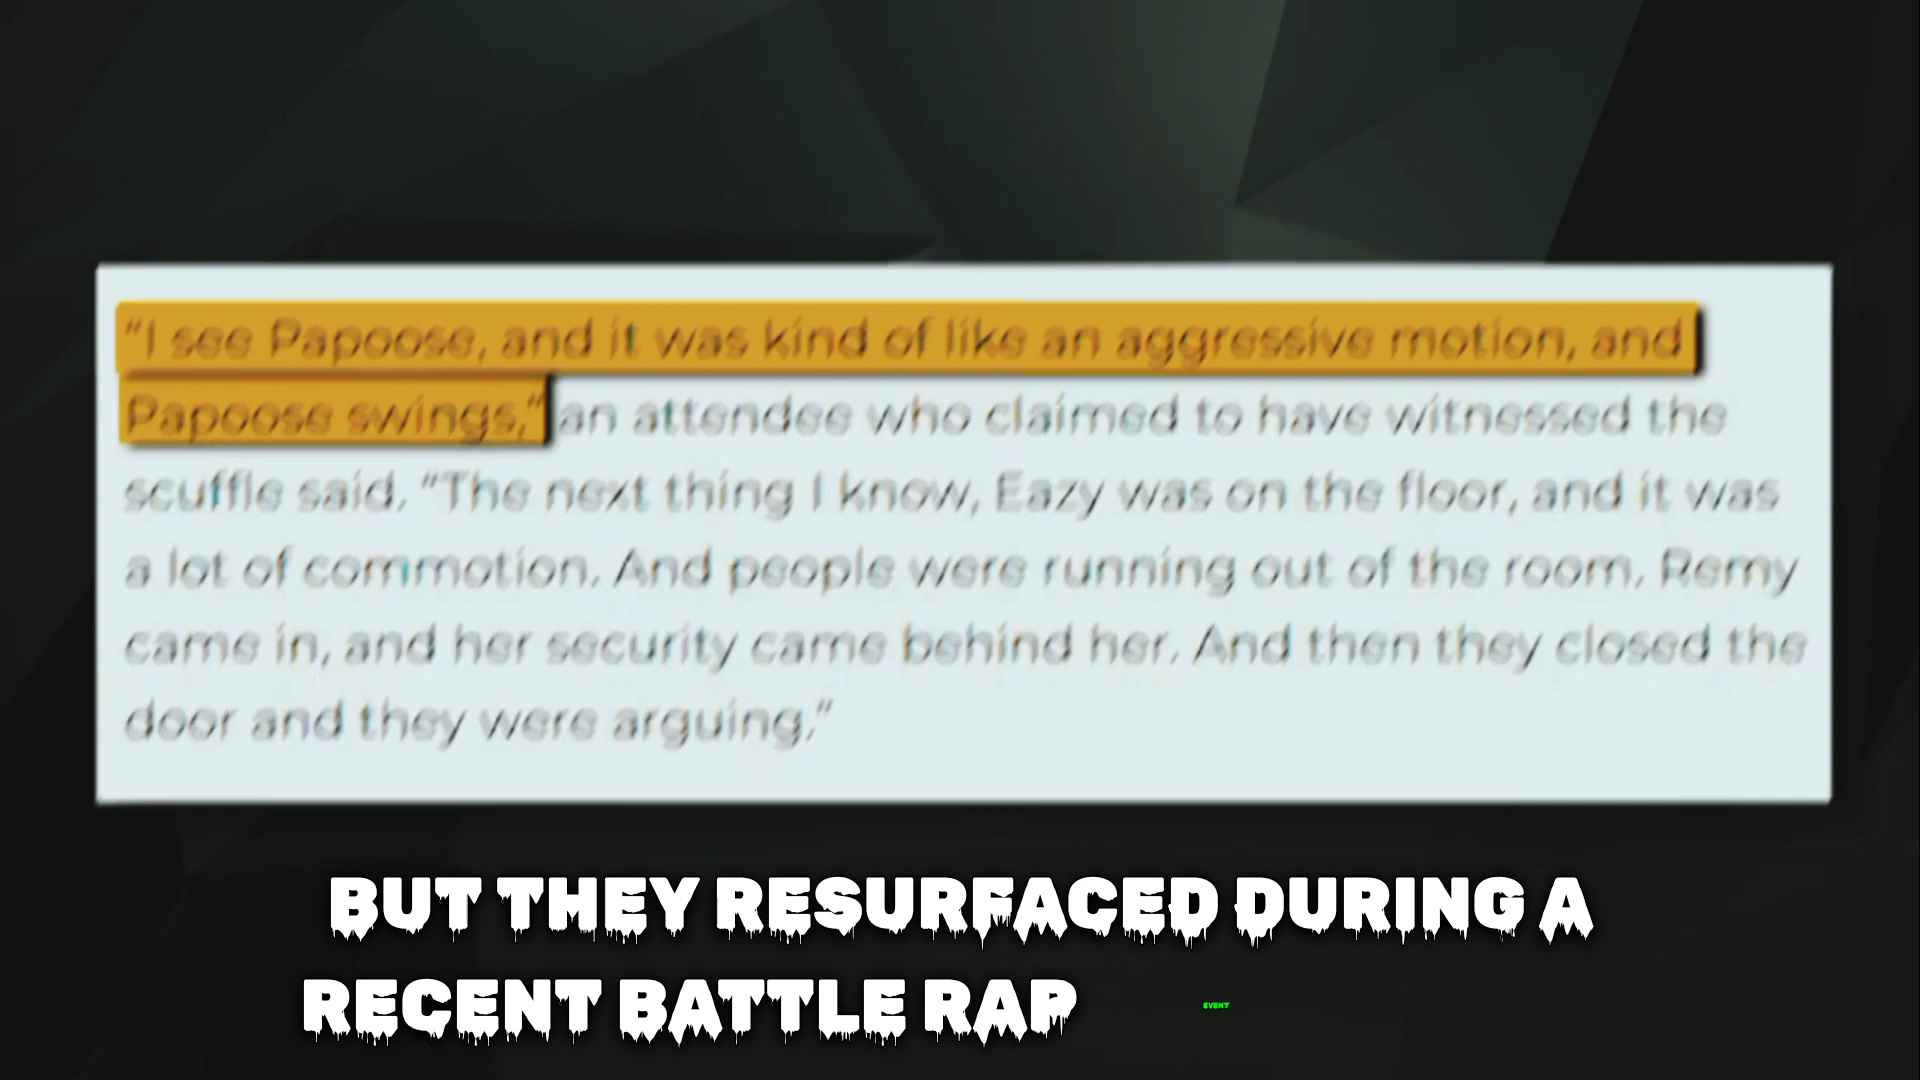 “I see Papoose, and it was kind of like an aggressive motion, and
Papoose swings,” an attendee who claimed to have witnessed the
scuffle said. “The next thing I know, Eazy was on the floor, and it was
a lot of commotion. And people were running out of the room. Remy
came in, and her security came behind her. And then they closed the
door and they were arguing.”
BUT THEY RESURFACED DURING A
RECENT BATTLE RAP EVENT